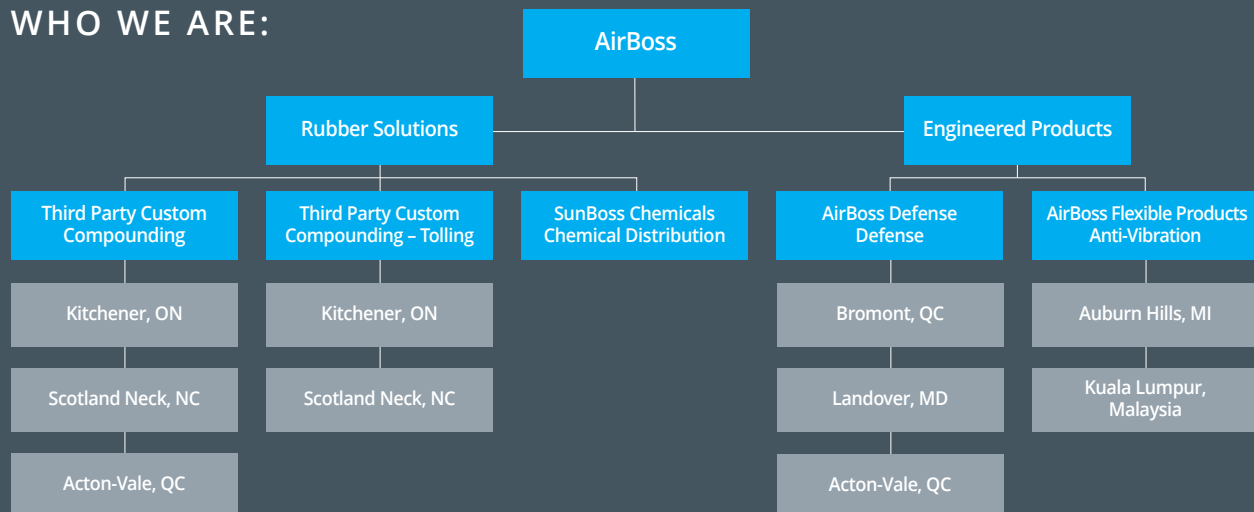 WHO WE ARE:
AirBoss
Rubber Solutions
Engineered Products
Third Party Custom
Compounding
Third Party Custom
Compounding – Tolling
SunBoss Chemicals
Chemical Distribution
AirBoss Defense
Defense
AirBoss Flexible Products
Anti-Vibration
Kitchener, ON
Kitchener, ON
Bromont, QC
Auburn Hills, MI
Scotland Neck, NC
Scotland Neck, NC
Landover, MD
Kuala Lumpur,
Malaysia
Acton-Vale, QC
Acton-Vale, QC